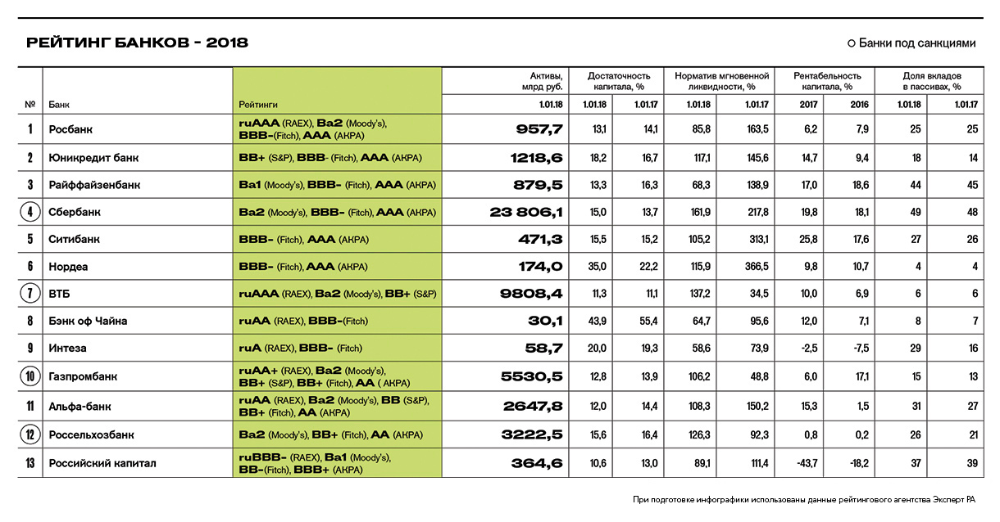 РЕЙТИНГ БАНКОВ - 2018
Банки под санкциями
№ Банк Рейтинги Активы, млрд руб. Достаточность капитала, % Норматив мгновенной ликвидности, % Рентабельность капитала, % Доля вкладов в пассивах, %
1.01.18 1.01.18 1.01.17 1.01.18 1.01.17 2017 2016 1.01.18 1.01.17
1 Росбанк ruAAA (RAEX), Ba2 (Moody's), BBB-(Fitch), AAA (АКРА) 957,7 13,1 14,1 85,8 163,5 6,2 7,9 25 25
2 Юникредит банк BB+ (S&P), BBB- (Fitch), AAA (АКРА) 1218,6 18,2 16,7 117,1 145,6 14,7 9,4 18 14
3 Райффайзенбанк Ba1 (Moody's), BBB- (Fitch), AAA (АКРА) 879,5 13,3 16,3 68,3 138,9 17,0 18,6 44 45
4 Сбербанк Ba2 (Moody's), BBB- (Fitch), AAA (АКРА) 23 806,1 15,0 13,7 161,9 217,8 19,8 18,1 49 48
5 Ситибанк BBB- (Fitch), AAA (АКРА) 471,3 15,5 15,2 105,2 313,1 25,8 17,6 27 26
6 Нордеа BBB- (Fitch), AAA (АКРА) 174,0 35,0 22,2 115,9 366,5 9,8 10,7 4 4
7 ВТБ ruAAA (RAEX), Ba2 (Moody's), BB+ (S&P) 9808,4 11,3 11,1 137,2 34,5 10,0 6,9 6 6
8 Бэнк оф Чайна ruAA (RAEX), BBB-(Fitch) 30,1 43,9 55,4 64,7 95,6 12,0 7,1 8 7
9 Интеза ruA (RAEX), BBB- (Fitch) 58,7 20,0 19,3 58,6 73,9 -2,5 -7,5 29 16
10 Газпромбанк ruAA+ (RAEX), Ba2 (Moody's), BB+ (S&P), BB+ (Fitch), AA ( АКРА) 5530,5 12,8 13,9 106,2 48,8 6,0 17,1 15 13
11 Альфа-банк ruAA (RAEX), Ba2 (Moody's), BB (S&P), BB+ (Fitch), AA (АКРА) 2647,8 12,0 14,4 108,3 150,2 15,3 1,5 31 27
12 Россельхозбанк Ba2 (Moody's), BB+ (Fitch), AA (АКРА) 3222,5 15,6 16,4 126,3 92,3 0,8 0,2 26 21
13 Российский капитал ruBBB- (RAEX), Ba1 (Moody's), BB-(Fitch), BBB+ (АКРА) 364,6 10,6 13,0 89,1 111,4 -43,7 -18,2 37 39
При подготовке инфографики использованы данные рейтингового агентства Эксперт РА